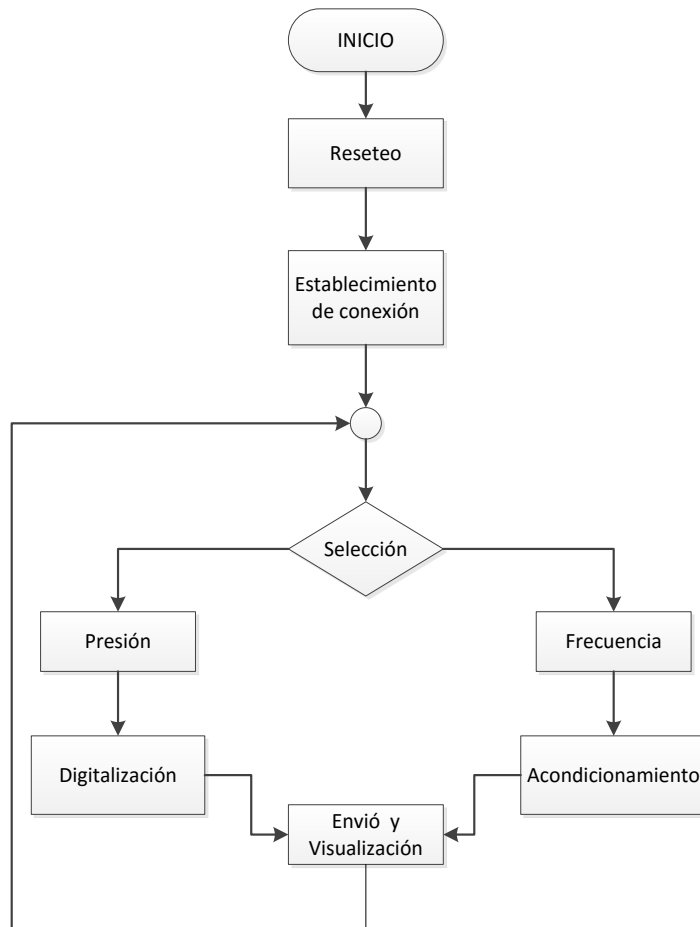 INICIO
Reseteo
Establecimiento
de conexión
Selección
Presión
Frecuencia
Digitalización
Acondicionamiento
Envió y
Visualización